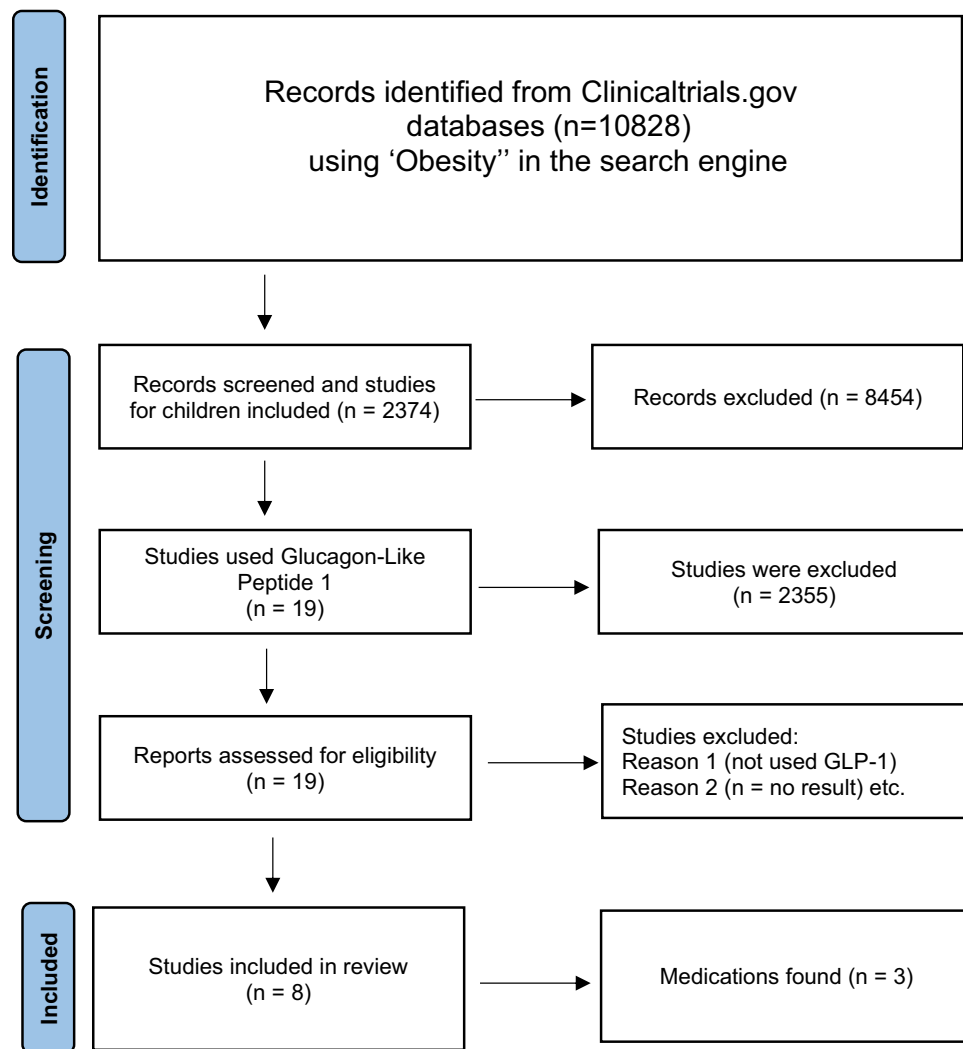 Identification
Records identified from Clinicaltrials.gov
databases (n=10828)
using ‘Obesity’’ in the search engine
Screening
Records screened and studies
for children included (n = 2374)
Records excluded (n = 8454)
Studies used Glucagon-Like
Peptide 1
(n = 19)
Studies were excluded
(n = 2355)
Reports assessed for eligibility
(n = 19)
Studies excluded:
Reason 1 (not used GLP-1)
Reason 2 (n = no result) etc.
Included
Studies included in review
(n = 8)
Medications found (n = 3)